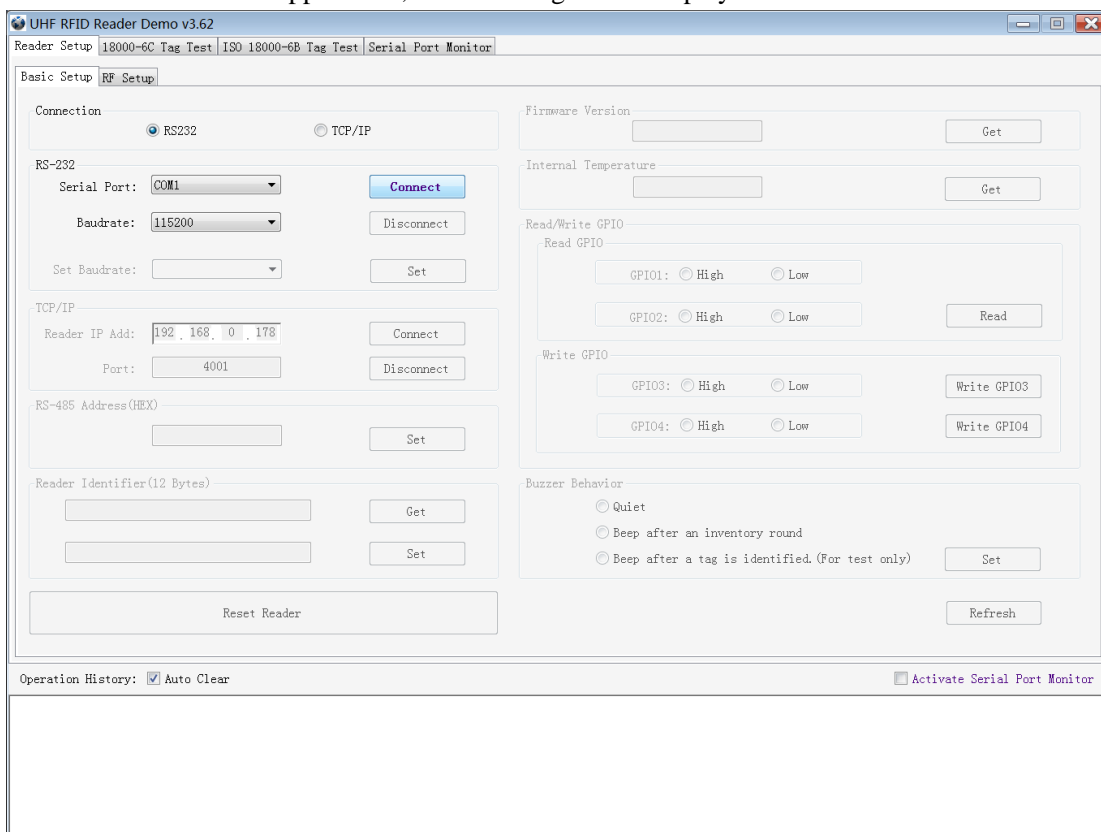 UHF RFID Reader Demo v3.62
Reader Setup 18000-6C Tag Test ISO 18000-6B Tag Test Serial Port Monitor
Basic Setup RF Setup
Connection
RS232 TCP/IP
RS-232
Serial Port: COM1 Connect
Baudrate: 115200 Disconnect
Set Baudrate: Set
TCP/IP
Reader IP Add: 192 . 168 . 0 . 178 Connect
Port: 4001 Disconnect
RS-485 Address(HEX)
Set
Reader Identifier(12 Bytes)
Get
Set
Reset Reader
Firmware Version
Get
Internal Temperature
Get
Read/Write GPIO
Read GPIO
GPIO1: High Low
GPIO2: High Low Read
Write GPIO
GPIO3: High Low Write GPIO3
GPIO4: High Low Write GPIO4
Buzzer Behavior
Quiet
Beep after an inventory round
Beep after a tag is identified.(For test only) Set
Refresh
Operation History: Auto Clear Activate Serial Port Monitor